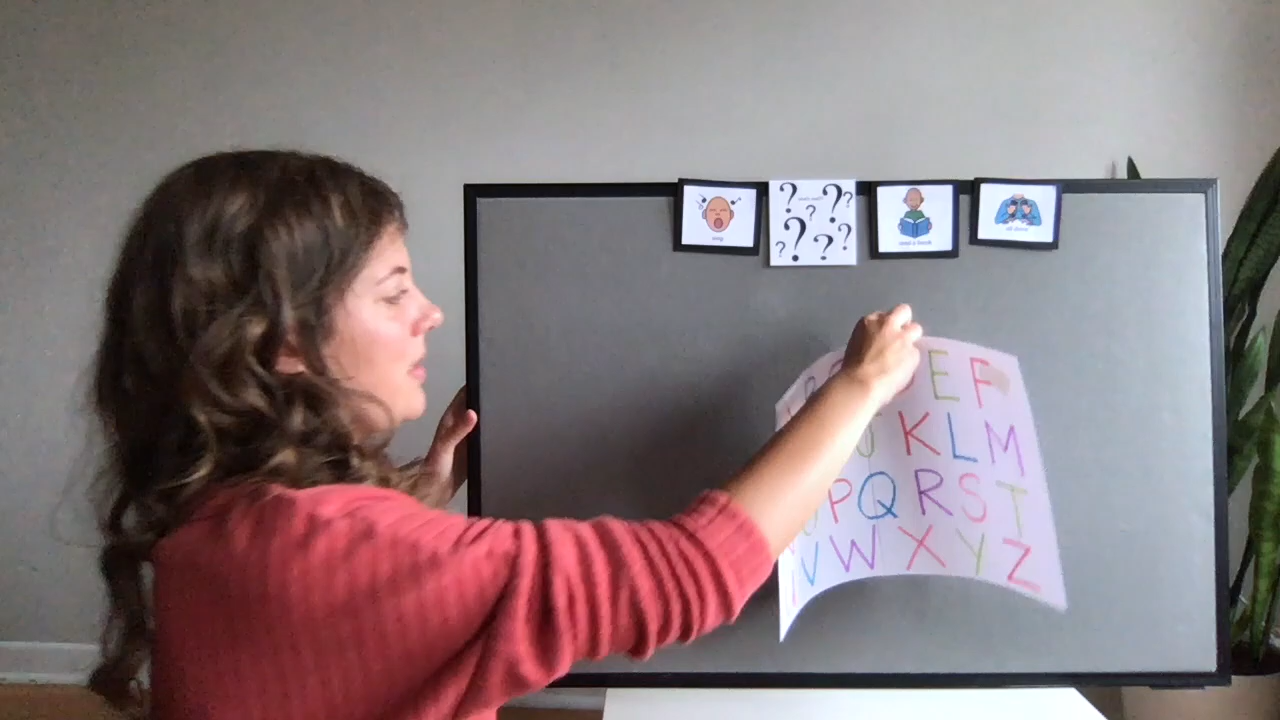 sing
? ? ? ? ? ? ? ?
read a book
all done
E F
J K L M
P Q R S T
V W X Y Z